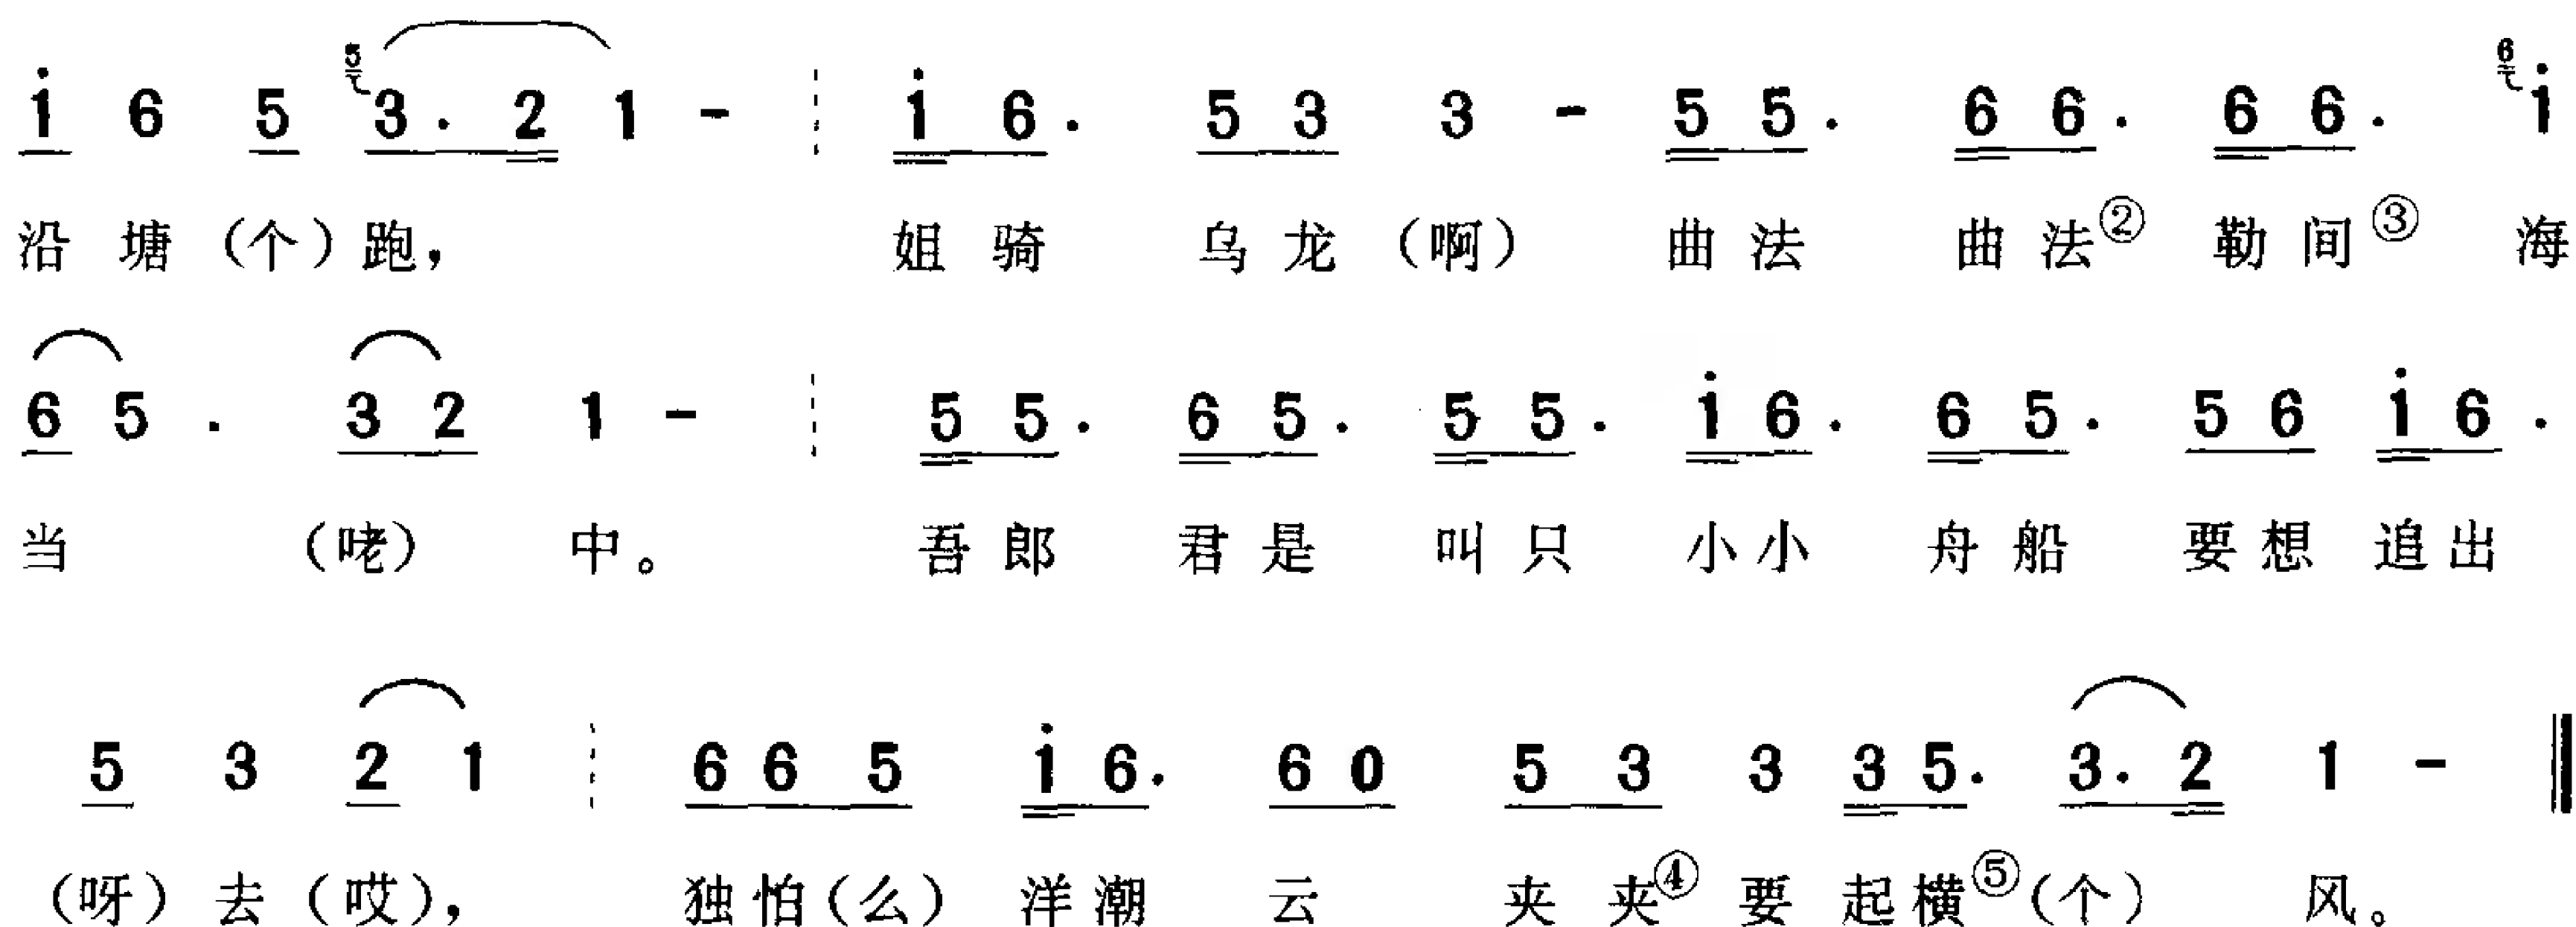 5 i 6 5 3. 2 1 - ┊ i 6. 5 3 3 - 5 5. 6 6. 6 6. 6 i
沿 塘 （个）跑， 姐 骑 乌 龙 （啊） 曲 法 曲 法② 勒 间③ 海
6 5 . 3 2 1 - ┊ 5 5. 6 5. 5 5. i 6. 6 5. 5 6 i 6.
当 （咾） 中。 吾 郎 君 是 叫 只 小 小 舟 船 要 想 追 出
5 3 2 1 ┊ 6 6 5 i 6. 6 0 5 3 3 3 5. 3. 2 1 - ‖
（呀）去（哎）， 独 怕（么） 洋 潮 云 夹 夹④ 要 起 横⑤（个） 风。